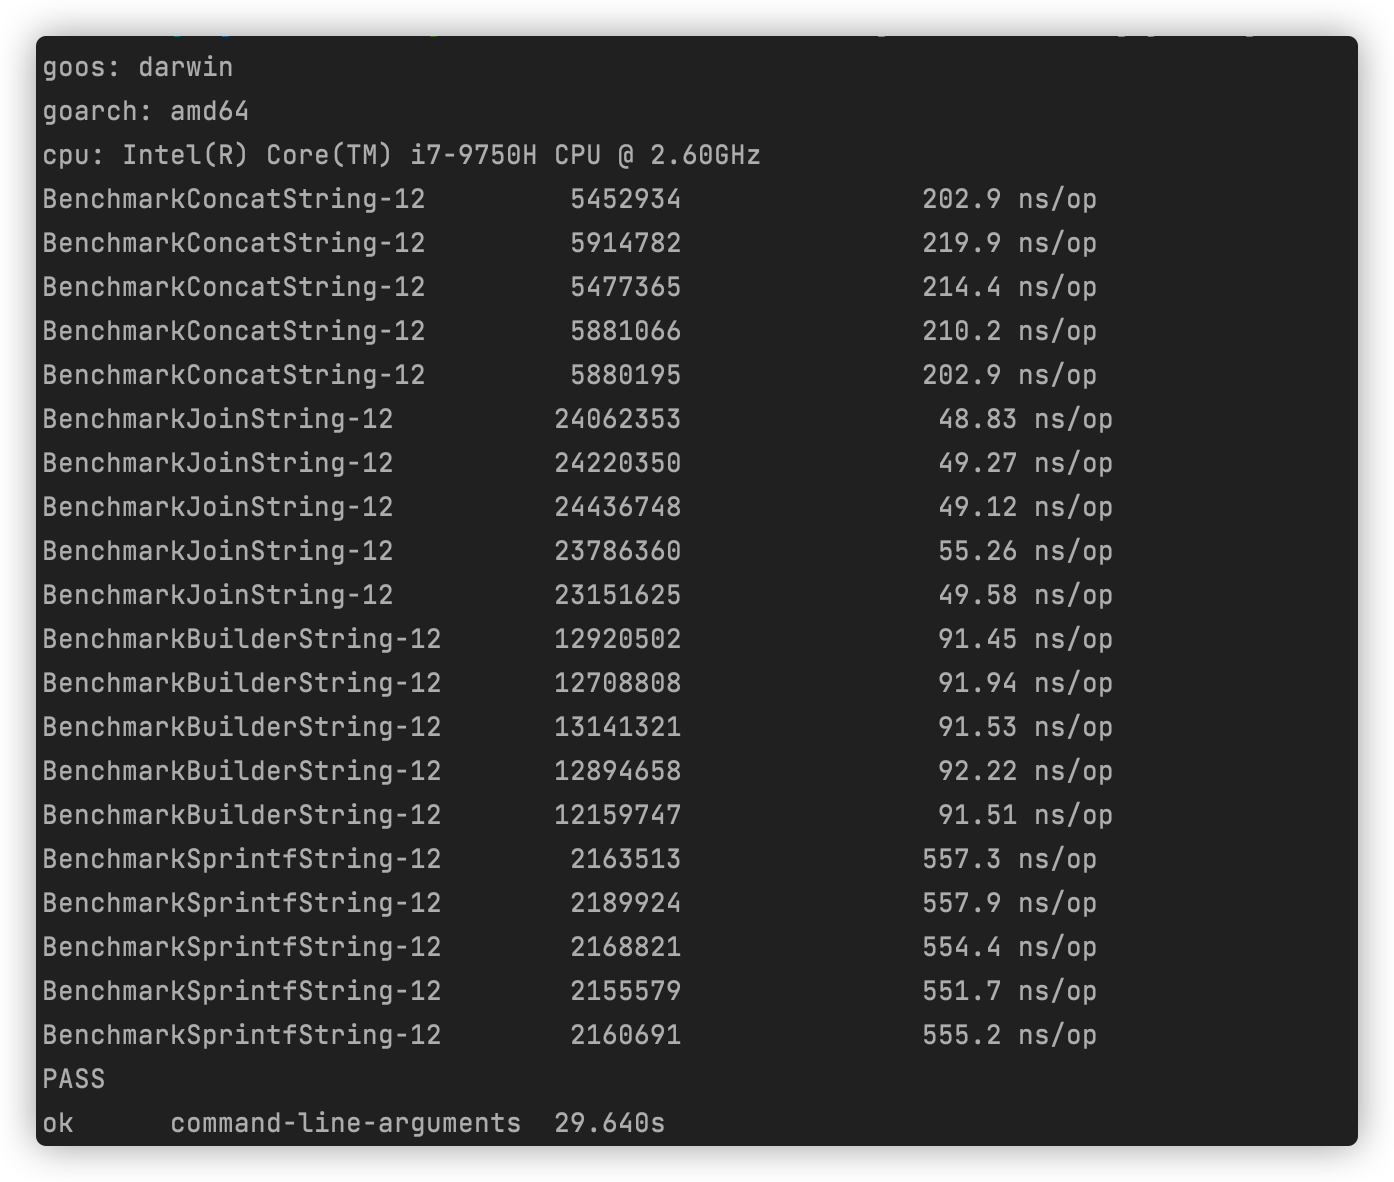 goos: darwin
goarch: amd64
cpu: Intel(R) Core(TM) i7-9750H CPU @ 2.60GHz
BenchmarkConcatString-12 5452934 202.9 ns/op
BenchmarkConcatString-12 5914782 219.9 ns/op
BenchmarkConcatString-12 5477365 214.4 ns/op
BenchmarkConcatString-12 5881066 210.2 ns/op
BenchmarkConcatString-12 5880195 202.9 ns/op
BenchmarkJoinString-12 24062353 48.83 ns/op
BenchmarkJoinString-12 24220350 49.27 ns/op
BenchmarkJoinString-12 24436748 49.12 ns/op
BenchmarkJoinString-12 23786360 55.26 ns/op
BenchmarkJoinString-12 23151625 49.58 ns/op
BenchmarkBuilderString-12 12920502 91.45 ns/op
BenchmarkBuilderString-12 12708808 91.94 ns/op
BenchmarkBuilderString-12 13141321 91.53 ns/op
BenchmarkBuilderString-12 12894658 92.22 ns/op
BenchmarkBuilderString-12 12159747 91.51 ns/op
BenchmarkSprintfString-12 2163513 557.3 ns/op
BenchmarkSprintfString-12 2189924 557.9 ns/op
BenchmarkSprintfString-12 2168821 554.4 ns/op
BenchmarkSprintfString-12 2155579 551.7 ns/op
BenchmarkSprintfString-12 2160691 555.2 ns/op
PASS
ok command-line-arguments 29.640s